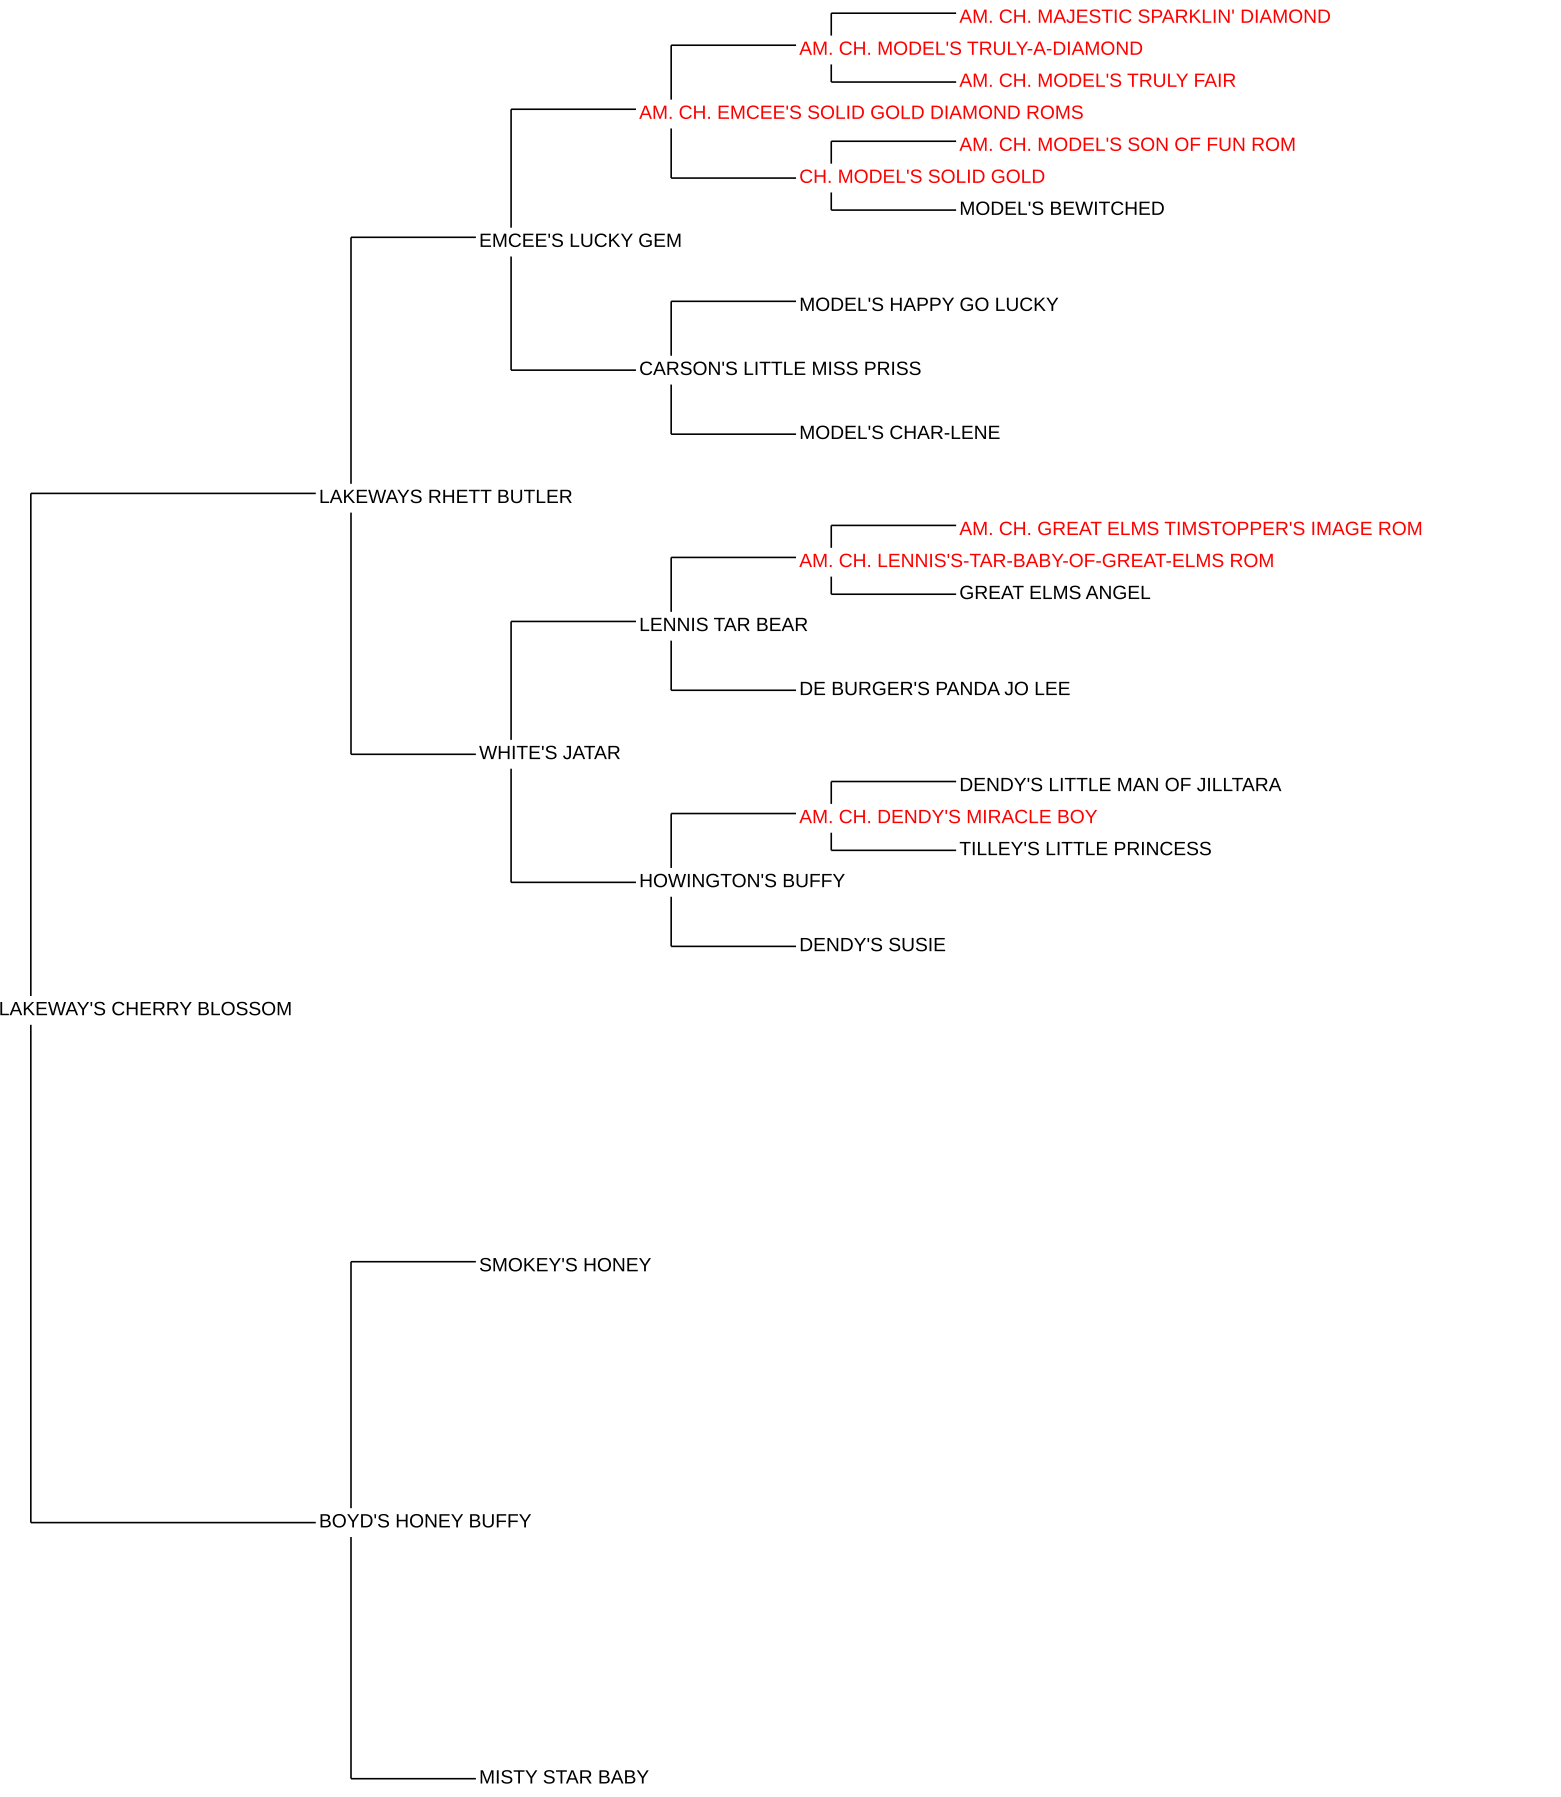 AM. CH. MAJESTIC SPARKLIN' DIAMOND
AM. CH. MODEL'S TRULY-A-DIAMOND
AM. CH. MODEL'S TRULY FAIR
AM. CH. EMCEE'S SOLID GOLD DIAMOND ROMS
AM. CH. MODEL'S SON OF FUN ROM
CH. MODEL'S SOLID GOLD
MODEL'S BEWITCHED
EMCEE'S LUCKY GEM
MODEL'S HAPPY GO LUCKY
CARSON'S LITTLE MISS PRISS
MODEL'S CHAR-LENE
LAKEWAYS RHETT BUTLER
AM. CH. GREAT ELMS TIMSTOPPER'S IMAGE ROM
AM. CH. LENNIS'S-TAR-BABY-OF-GREAT-ELMS ROM
GREAT ELMS ANGEL
LENNIS TAR BEAR
DE BURGER'S PANDA JO LEE
WHITE'S JATAR
DENDY'S LITTLE MAN OF JILLTARA
AM. CH. DENDY'S MIRACLE BOY
TILLEY'S LITTLE PRINCESS
HOWINGTON'S BUFFY
DENDY'S SUSIE
LAKEWAY'S CHERRY BLOSSOM
SMOKEY'S HONEY
BOYD'S HONEY BUFFY
MISTY STAR BABY